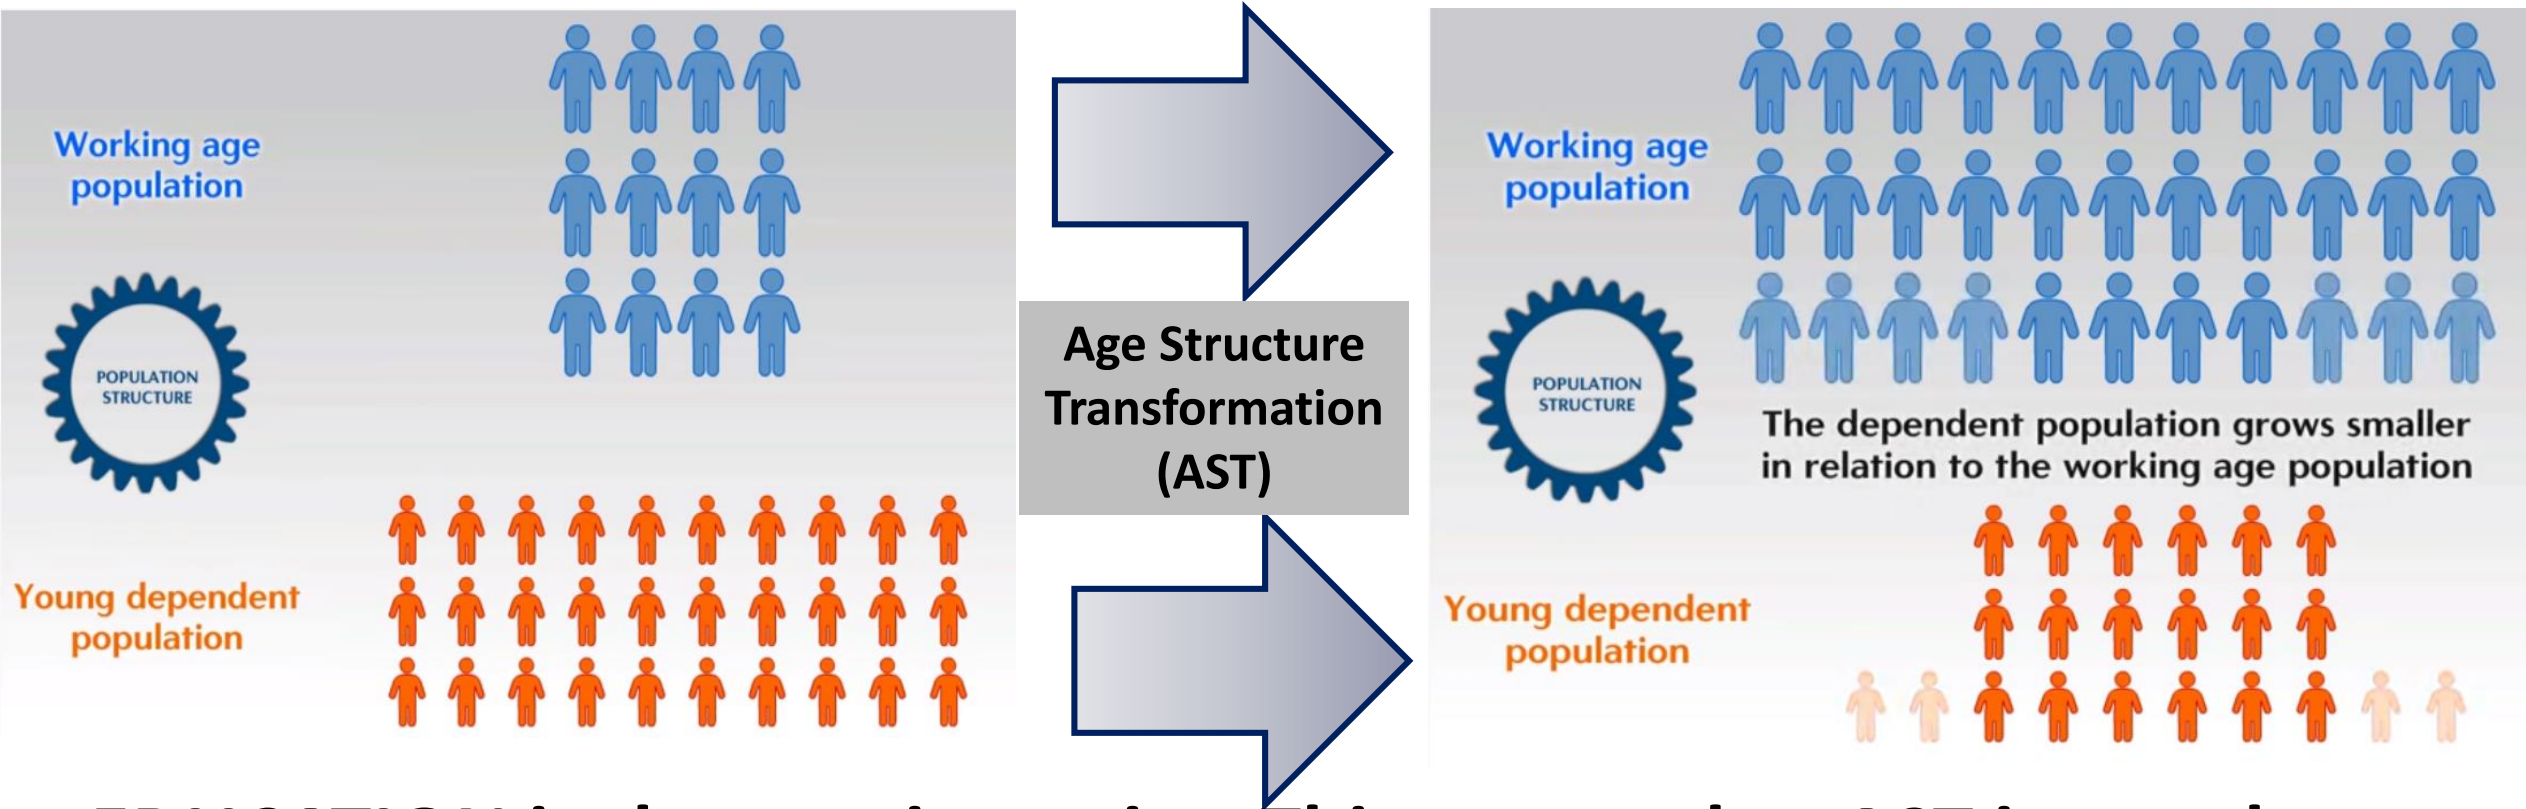 Working age
population
POPULATION
STRUCTURE
Young dependent
population
Age Structure
Transformation
(AST)
Working age
population
POPULATION
STRUCTURE
The dependent population grows smaller
in relation to the working age population
Young dependent
population